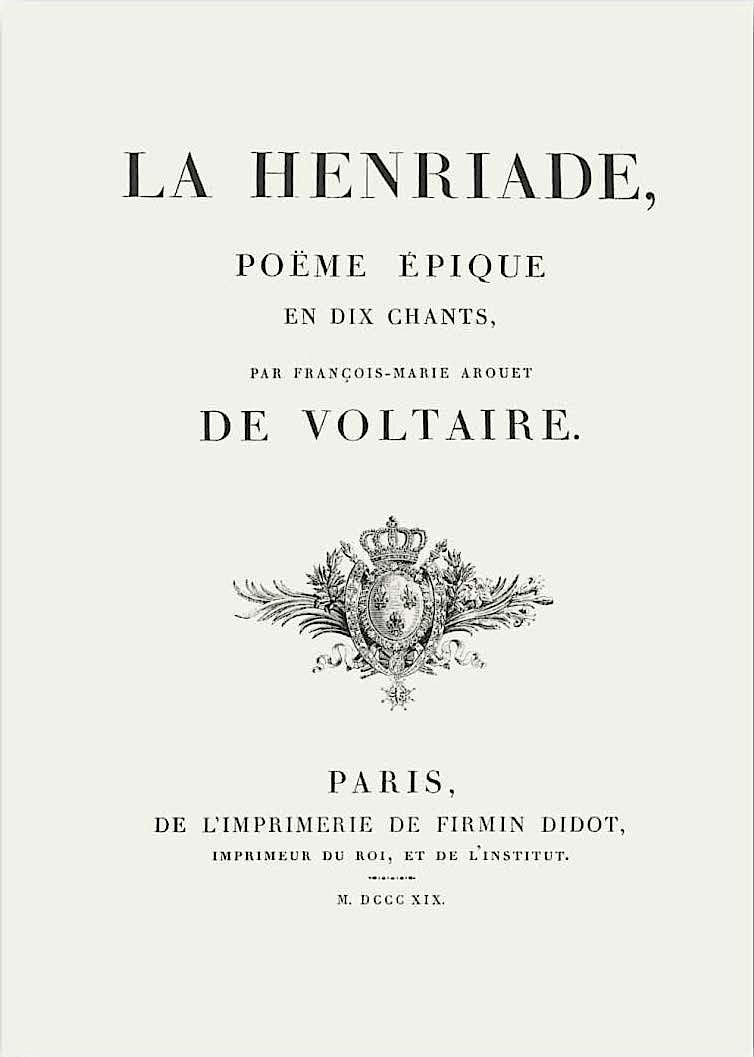 LA HENRIADE,
POËME ÉPIQUE
EN DIX CHANTS,
PAR FRANÇOIS-MARIE AROUET
DE VOLTAIRE.
PARIS,
DE L'IMPRIMERIE DE FIRMIN DIDOT,
IMPRIMEUR DU ROI, ET DE L'INSTITUT.
M. DCCC XIX.